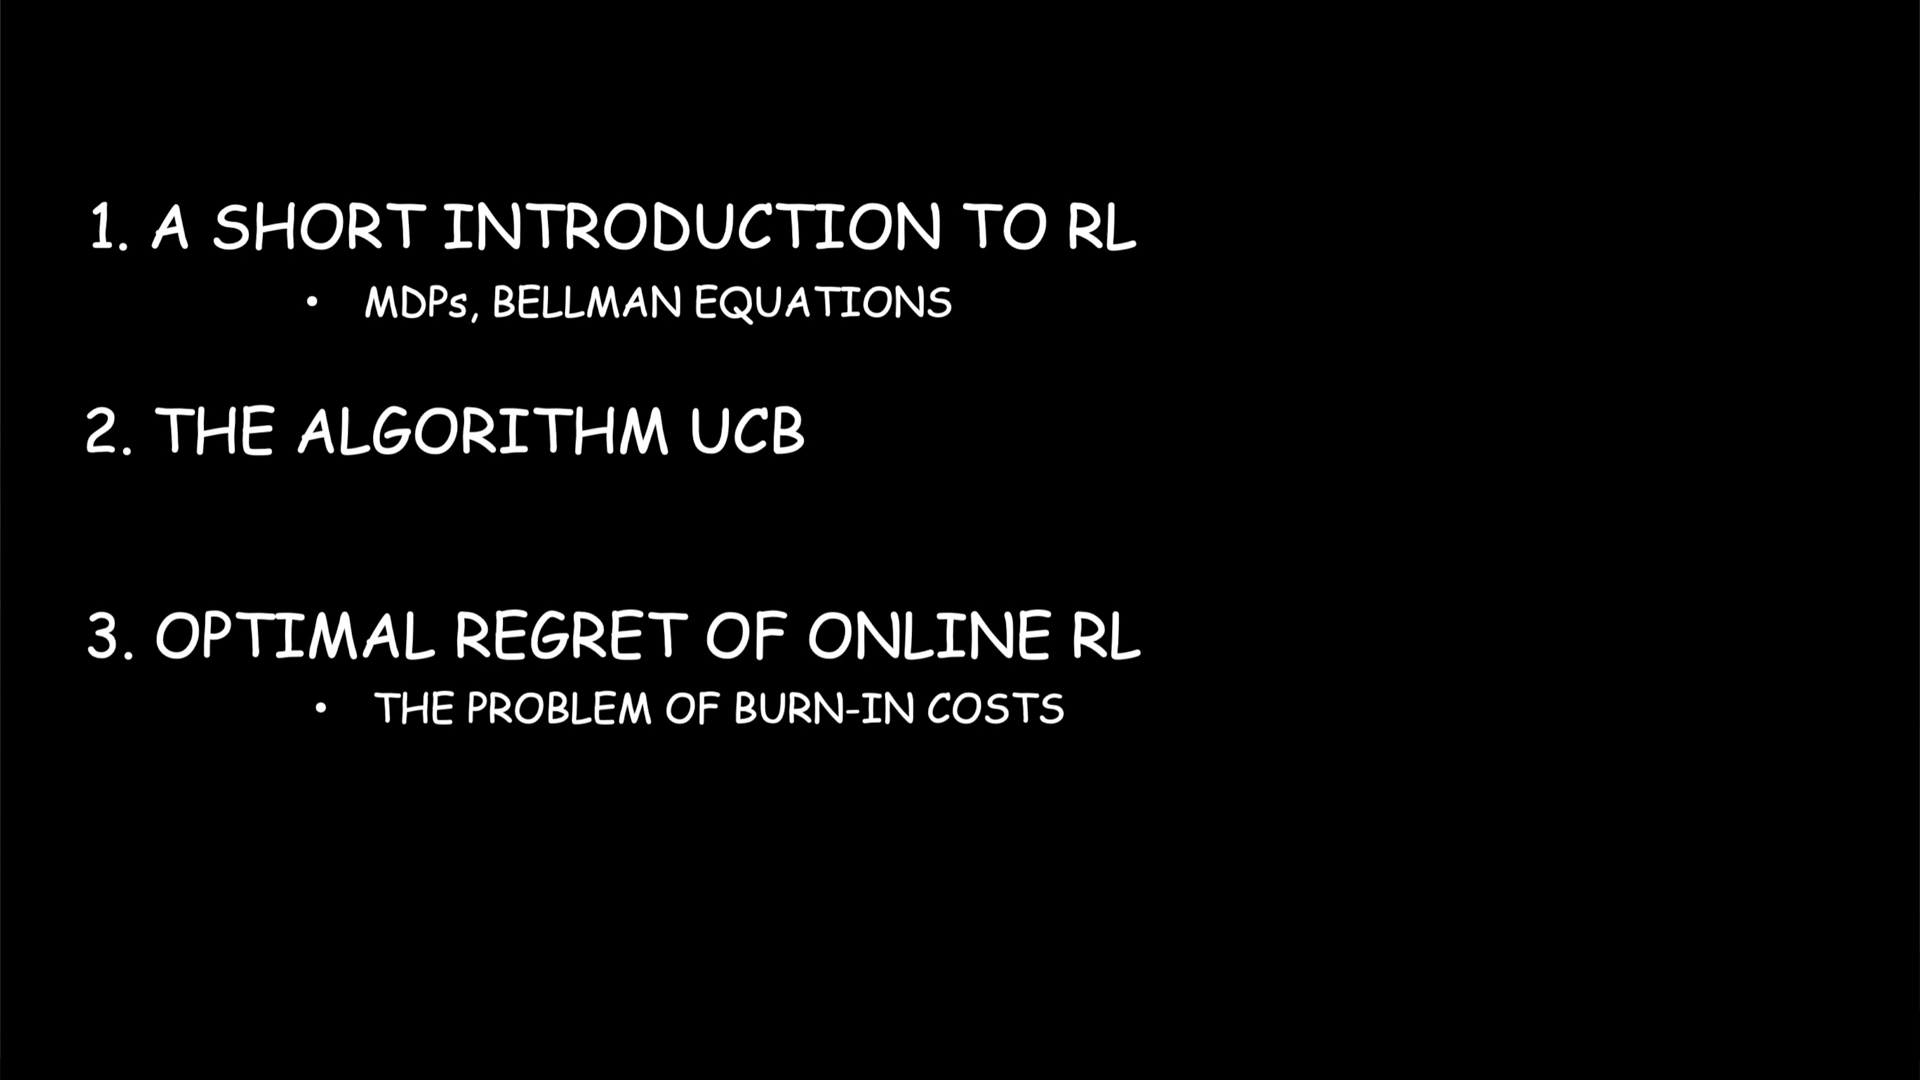 1. A SHORT INTRODUCTION TO RL
• MDPs, BELLMAN EQUATIONS
2. THE ALGORITHM UCB
3. OPTIMAL REGRET OF ONLINE RL
• THE PROBLEM OF BURN-IN COSTS